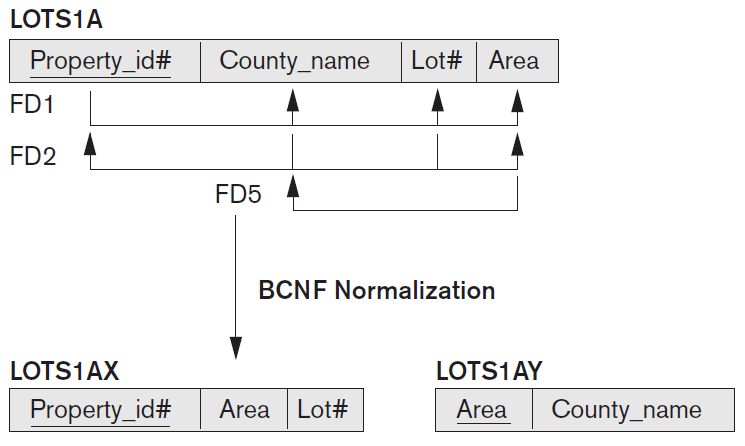 LOTS1A
Property_id# County_name Lot# Area
FD1
FD2
FD5
BCNF Normalization
LOTS1AX LOTS1AY
Property_id# Area Lot# Area County_name